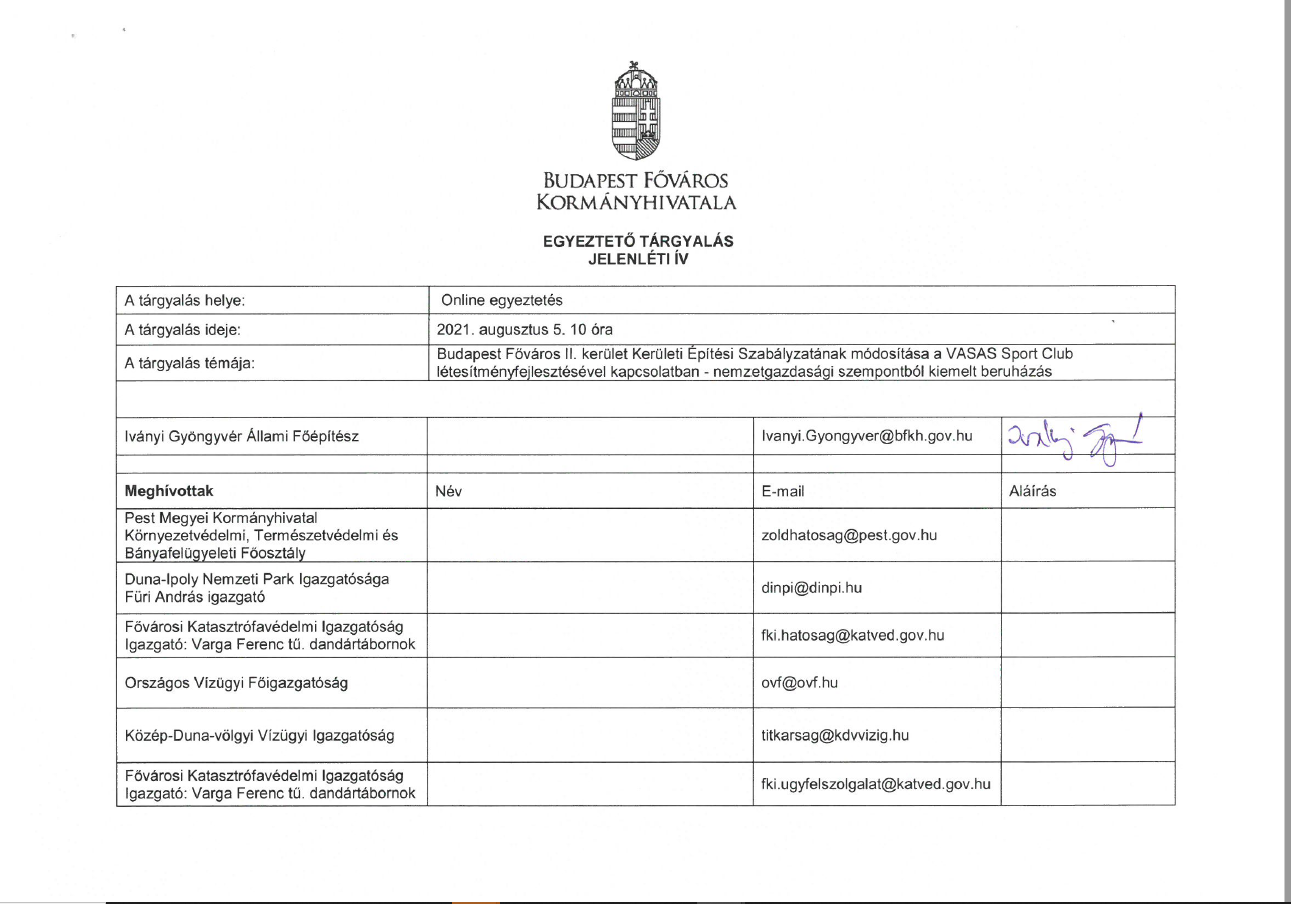 BUDAPEST FŐVÁROS
KORMÁNYHIVATALA
EGYEZTETŐ TÁRGYALÁS
JELENLÉTI ÍV
A tárgyalás helye: Online egyeztetés
A tárgyalás ideje: 2021. augusztus 5. 10 óra
A tárgyalás témája: Budapest Főváros II. kerület Kerületi Építési Szabályzatának módosítása a VASAS Sport Club
létesítményfejlesztésével kapcsolatban - nemzetgazdasági szempontból kiemelt beruházás
Iványi Gyöngyvér Állami Főépítész Ivanyi.Gyongyver@bfkh.gov.hu
Meghívottak Név E-mail Aláírás
Pest Megyei Kormányhivatal
Környezetvédelmi, Természetvédelmi és
Bányafelügyeleti Főosztály
zoldhatosag@pest.gov.hu
Duna-Ipoly Nemzeti Park Igazgatósága
Füri András igazgató
dinpi@dinpi.hu
Fővárosi Katasztrófavédelmi Igazgatóság
Igazgató: Varga Ferenc tű. dandártábornok
fki.hatosag@katved.gov.hu
Országos Vízügyi Főigazgatóság ovf@ovf.hu
Közép-Duna-völgyi Vízügyi Igazgatóság titkarsag@kdvvizig.hu
Fővárosi Katasztrófavédelmi Igazgatóság
Igazgató: Varga Ferenc tű. dandártábornok
fki.ugyfelszolgalat@katved.gov.hu